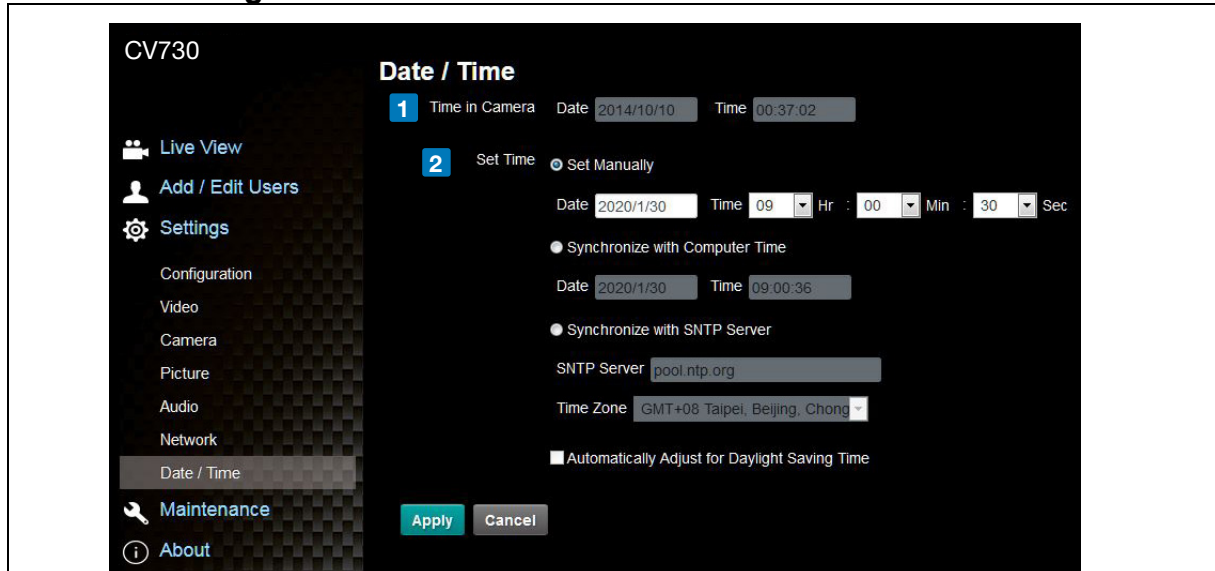 CV730
Live View
Add / Edit Users
Settings
Configuration
Video
Camera
Picture
Audio
Network
Date / Time
Maintenance
About
Date / Time
1 Time in Camera Date 2014/10/10 Time 00:37:02
2 Set Time Set Manually
Date 2020/1/30 Time 09 Hr : 00 Min : 30 Sec
Synchronize with Computer Time
Date 2020/1/30 Time 09:00:36
Synchronize with SNTP Server
SNTP Server pool.ntp.org
Time Zone GMT+08 Taipei, Beijing, Chong
Automatically Adjust for Daylight Saving Time
Apply Cancel